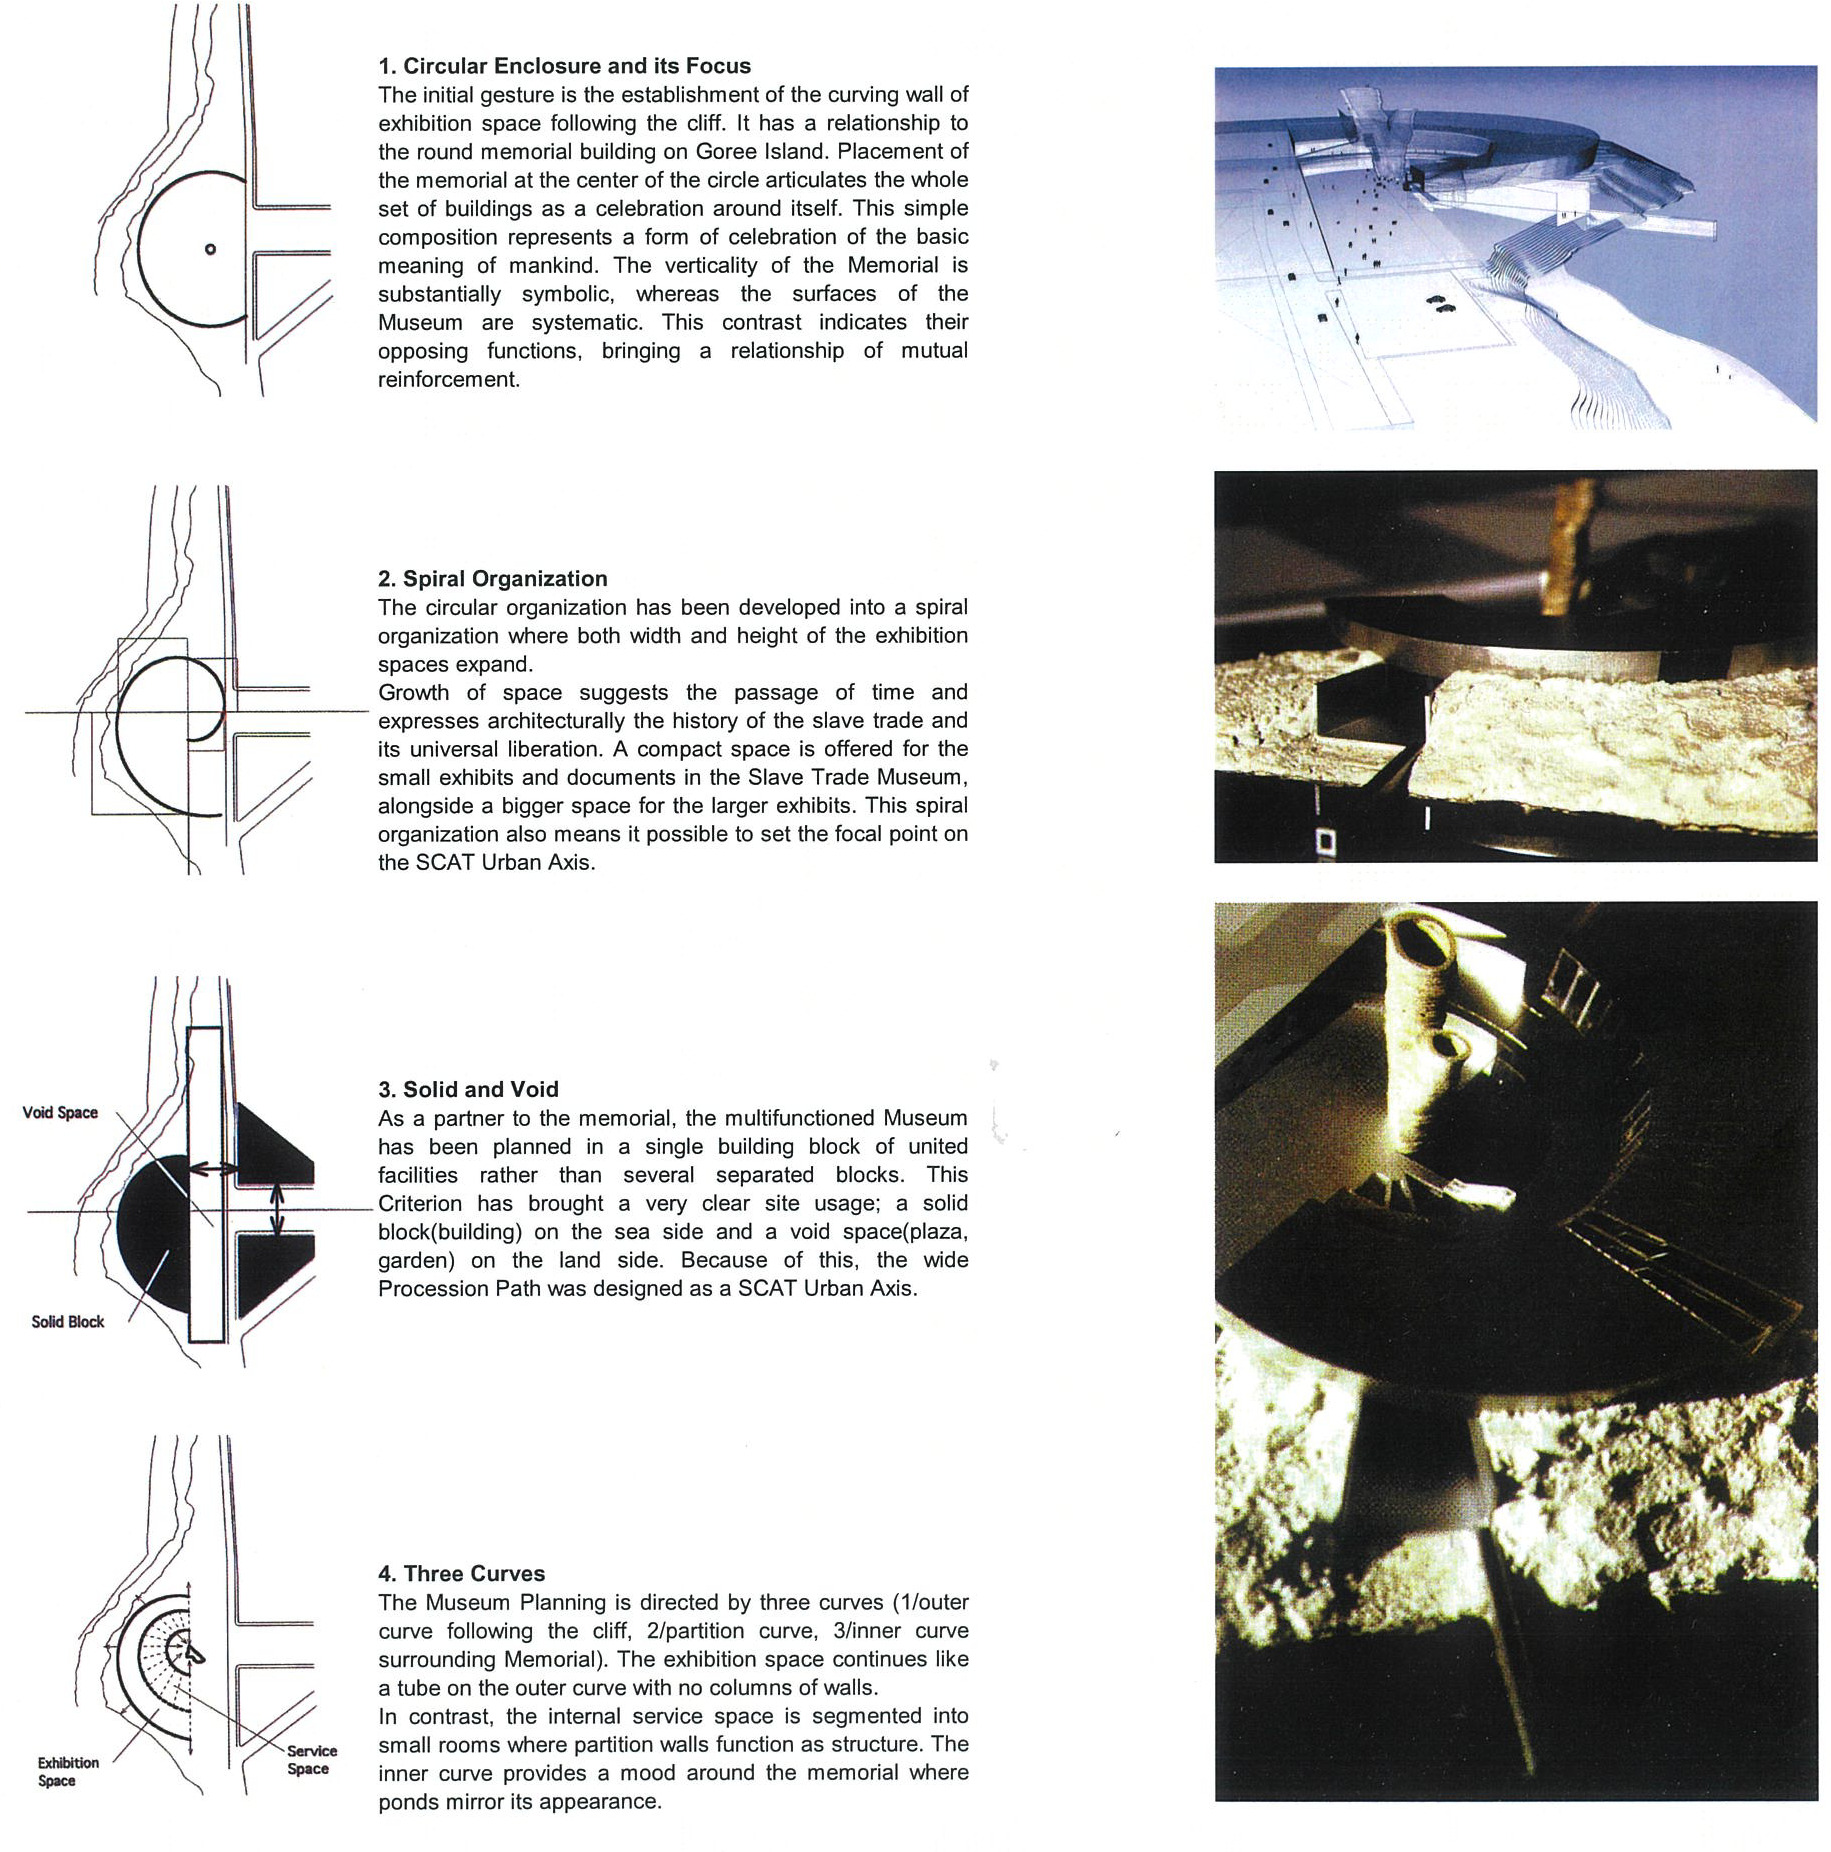 1. Circular Enclosure and its Focus
The initial gesture is the establishment of the curving wall of
exhibition space following the cliff. It has a relationship to
the round memorial building on Goree Island. Placement of
the memorial at the center of the circle articulates the whole
set of buildings as a celebration around itself. This simple
composition represents a form of celebration of the basic
meaning of mankind. The verticality of the Memorial is
substantially symbolic, whereas the surfaces of the
Museum are systematic. This contrast indicates their
opposing functions, bringing a relationship of mutual
reinforcement.
2. Spiral Organization
The circular organization has been developed into a spiral
organization where both width and height of the exhibition
spaces expand.
Growth of space suggests the passage of time and
expresses architecturally the history of the slave trade and
its universal liberation. A compact space is offered for the
small exhibits and documents in the Slave Trade Museum,
alongside a bigger space for the larger exhibits. This spiral
organization also means it possible to set the focal point on
the SCAT Urban Axis.
Void Space
Solid Block
3. Solid and Void
As a partner to the memorial, the multifunctioned Museum
has been planned in a single building block of united
facilities rather than several separated blocks. This
Criterion has brought a very clear site usage; a solid
block(building) on the sea side and a void space(plaza,
garden) on the land side. Because of this, the wide
Procession Path was designed as a SCAT Urban Axis.
Exhibition
Space
Service
Space
4. Three Curves
The Museum Planning is directed by three curves (1/outer
curve following the cliff, 2/partition curve, 3/inner curve
surrounding Memorial). The exhibition space continues like
a tube on the outer curve with no columns of walls.
In contrast, the internal service space is segmented into
small rooms where partition walls function as structure. The
inner curve provides a mood around the memorial where
ponds mirror its appearance.